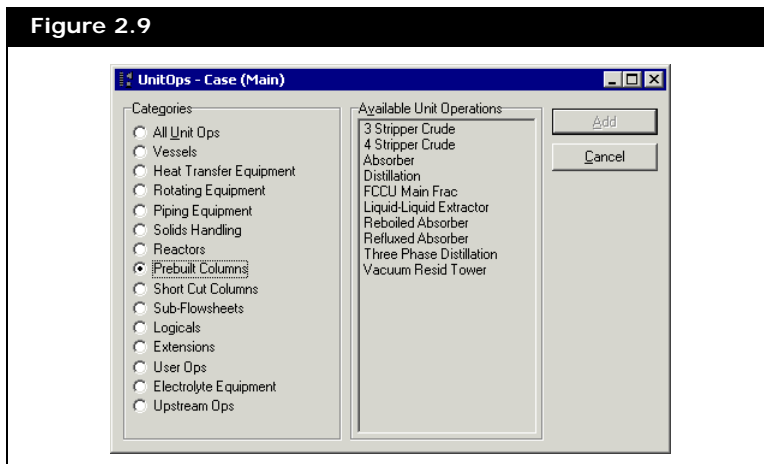 Figure 2.9
UnitOps - Case (Main)
Categories
All Unit Ops
Vessels
Heat Transfer Equipment
Rotating Equipment
Piping Equipment
Solids Handling
Reactors
Prebuilt Columns
Short Cut Columns
Sub-Flowsheets
Logicals
Extensions
User Ops
Electrolyte Equipment
Upstream Ops
Available Unit Operations
3 Stripper Crude
4 Stripper Crude
Absorber
Distillation
FCCU Main Frac
Liquid-Liquid Extractor
Reboiled Absorber
Refluxed Absorber
Three Phase Distillation
Vacuum Resid Tower
Add
Cancel